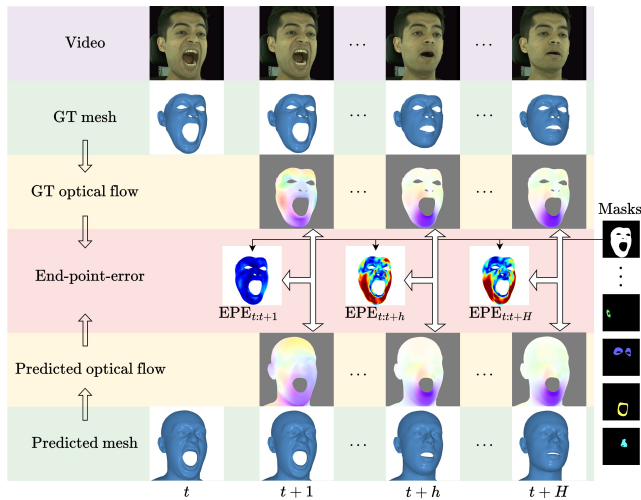 Video
... ...
GT mesh
... ...
GT optical flow
... ...
Masks
End-point-error
EPE_{t:t+1} EPE_{t:t+h} EPE_{t:t+H}
Predicted optical flow
... ...
Predicted mesh
... ...
t t + 1 t + h t + H